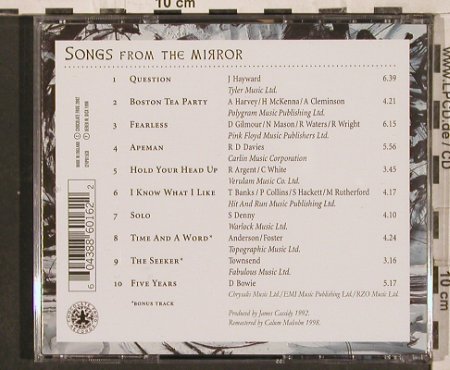 10 cm
SONGS FROM THE MIRROR
1 QUESTION J Hayward 6.39
Tyler Music Ltd.
2 BOSTON TEA PARTY A Harvey/H McKenna/A Cleminson 4.21
Polygram Music Publishing Ltd.
3 FEARLESS D Gilmour/N Mason/R Waters/R Wright 6.15
Pink Floyd Music Publishers Ltd.
4 APEMAN R D Davies 5.56
Carlin Music Corporation
5 HOLD YOUR HEAD UP R Argent/C White 3.45
Verulam Music Co. Ltd.
6 I KNOW WHAT I LIKE T Banks/P Collins/S Hackett/M Rutherford 4.17
Hit And Run Music Publishing Ltd.
7 SOLO S Denny 4.10
Warlock Music Ltd.
8 TIME AND A WORD* Anderson/Foster 4.24
Topographic Music Ltd.
9 THE SEEKER* Townsend 3.16
Fabulous Music Ltd.
10 FIVE YEARS D Bowie 5.17
Chrysalis Music Ltd./EMI Music Publishing Ltd./RZO Music Ltd.
*BONUS TRACK
Produced by James Cassidy 1992.
Remastered by Calum Malcolm 1998.
6 04388 60162 2
WWW.LPCD.de / CD
10 cm